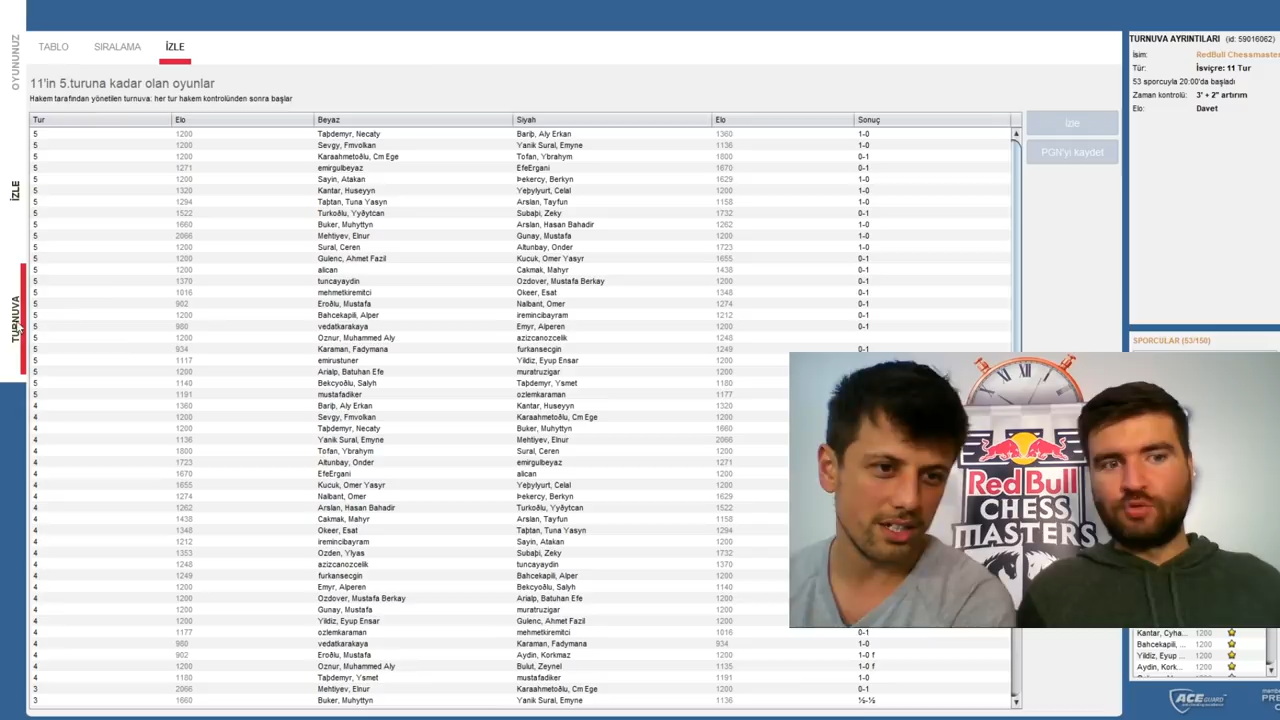 OYUNUNUZ
İZLE
TURNUVA
TABLO SIRALAMA İZLE
11'in 5.turuna kadar olan oyunlar
Hakem tarafından yönetilen turnuva: her tur hakem kontrolünden sonra başlar
Tur Elo Beyaz Siyah Elo Sonuç
5 1200 Taþdemyr, Necaty Bariþ, Aly Erkan 1360 1-0
5 1200 Sevgy, Fmvolkan Yanik Sural, Emyne 1136 1-0
5 1200 Karaahmetoðlu, Cm Ege Tofan, Ybrahym 1800 0-1
5 1271 emirgulbeyaz EfeErgani 1670 0-1
5 1200 Sayin, Atakan Þekercy, Berkyn 1629 1-0
5 1320 Kantar, Huseyyn Yeþylyurt, Celal 1200 1-0
5 1294 Taþtan, Tuna Yasyn Arslan, Tayfun 1158 1-0
5 1522 Turkoðlu, Yyðytcan Subaþi, Zeky 1732 0-1
5 1660 Buker, Muhyttyn Arslan, Hasan Bahadir 1262 1-0
5 2066 Mehtiyev, Elnur Gunay, Mustafa 1200 1-0
5 1200 Sural, Ceren Altunbay, Onder 1723 1-0
5 1200 Gulenc, Ahmet Fazil Kucuk, Omer Yasyr 1655 0-1
5 1200 alican Cakmak, Mahyr 1438 0-1
5 1370 tuncayaydin Ozdover, Mustafa Berkay 1200 0-1
5 1016 mehmetkiremitci Okeer, Esat 1348 0-1
5 902 Eroðlu, Mustafa Nalbant, Omer 1274 0-1
5 1200 Bahcekapili, Alper iremincibayram 1212 0-1
5 980 vedatkarakaya Emyr, Alperen 1200 0-1
5 1200 Oznur, Muhammed Aly azizcanozcelik 1248
5 934 Karaman, Fadymana furkansecgin 1249 0-1
5 1117 emirustuner Yildiz, Eyup Ensar 1200
5 1200 Arialp, Batuhan Efe muratruzigar 1200
5 1140 Bekcyoðlu, Salyh Taþdemyr, Ysmet 1180
5 1191 mustafadiker ozlemkaraman 1177
4 1360 Bariþ, Aly Erkan Kantar, Huseyyn 1320
4 1200 Sevgy, Fmvolkan Karaahmetoðlu, Cm Ege 1200
4 1200 Taþdemyr, Necaty Buker, Muhyttyn 1660
4 1136 Yanik Sural, Emyne Mehtiyev, Elnur 2066
4 1800 Tofan, Ybrahym Sural, Ceren 1200
4 1723 Altunbay, Onder emirgulbeyaz 1271
4 1670 EfeErgani alican 1200
4 1655 Kucuk, Omer Yasyr Yeþylyurt, Celal 1200
4 1274 Nalbant, Omer Þekercy, Berkyn 1629
4 1262 Arslan, Hasan Bahadir Turkoðlu, Yyðytcan 1522
4 1438 Cakmak, Mahyr Arslan, Tayfun 1158
4 1348 Okeer, Esat Taþtan, Tuna Yasyn 1294
4 1212 iremincibayram Sayin, Atakan 1200
4 1353 Ozden, Ylyas Subaþi, Zeky 1732
4 1248 azizcanozcelik tuncayaydin 1370
4 1249 furkansecgin Bahcekapili, Alper 1200
4 1200 Emyr, Alperen Bekcyoðlu, Salyh 1140
4 1200 Ozdover, Mustafa Berkay Arialp, Batuhan Efe 1200
4 1200 Gunay, Mustafa muratruzigar 1200
4 1200 Yildiz, Eyup Ensar Gulenc, Ahmet Fazil 1200
4 1177 ozlemkaraman mehmetkiremitci 1016 0-1
4 980 vedatkarakaya Karaman, Fadymana 934 1-0
4 902 Eroðlu, Mustafa Aydin, Korkmaz 1200 1-0 f
4 1200 Oznur, Muhammed Aly Bulut, Zeynel 1135 1-0 f
4 1180 Taþdemyr, Ysmet mustafadiker 1191 1-0
3 2066 Mehtiyev, Elnur Karaahmetoðlu, Cm Ege 1200 0-1
3 1660 Buker, Muhyttyn Yanik Sural, Emyne 1136 ½-½
İzle
PGN'yi kaydet
TURNUVA AYRINTILARI (id: 59016062)
İsim: RedBull Chessmaster
Tür: İsviçre: 11 Tur
53 sporcuyla 20:00'da başladı
Zaman kontrolü: 3' + 2" artırım
Elo: Davet
SPORCULAR (53/150)
Red Bull
CHESS
MASTERS
Kantar, Cyha... 1200
Bahcekapili, ... 1200
Yildiz, Eyup ... 1200
Aydin, Kork... 1200
ACEGUARD